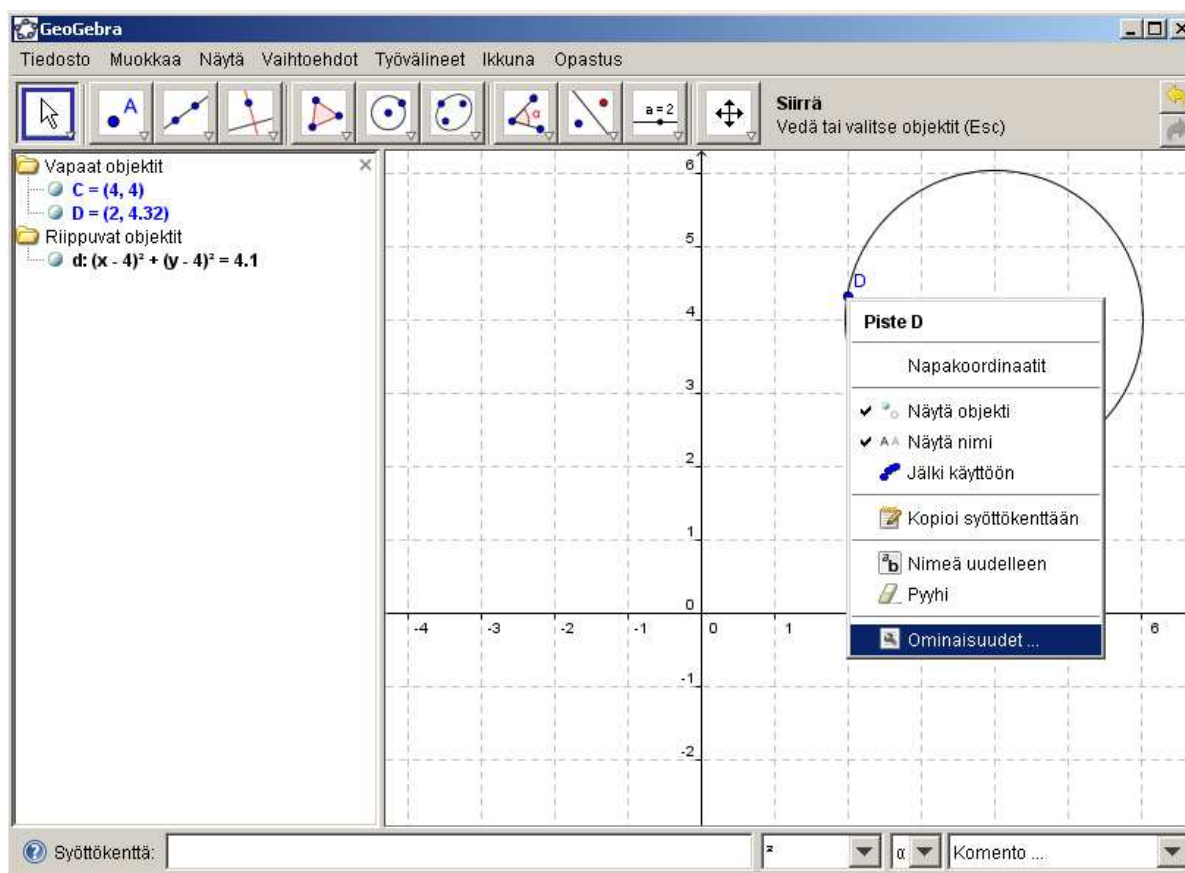 GeoGebra
Tiedosto Muokkaa Näytä Vaihtoehdot Työvälineet Ikkuna Opastus
A
α
a = 2
Siirrä
Vedä tai valitse objektit (Esc)
Vapaat objektit
C = (4, 4)
D = (2, 4.32)
Riippuvat objektit
d: (x - 4)² + (y - 4)² = 4.1
6
5
D
4
3
2
1
0
-4 -3 -2 -1 0 1 6
-1
-2
Piste D
Napakoordinaatit
Näytä objekti
AA Näytä nimi
Jälki käyttöön
Kopioi syöttökenttään
ab Nimeä uudelleen
Pyyhi
Ominaisuudet ...
Syöttökenttä: ² α Komento ...